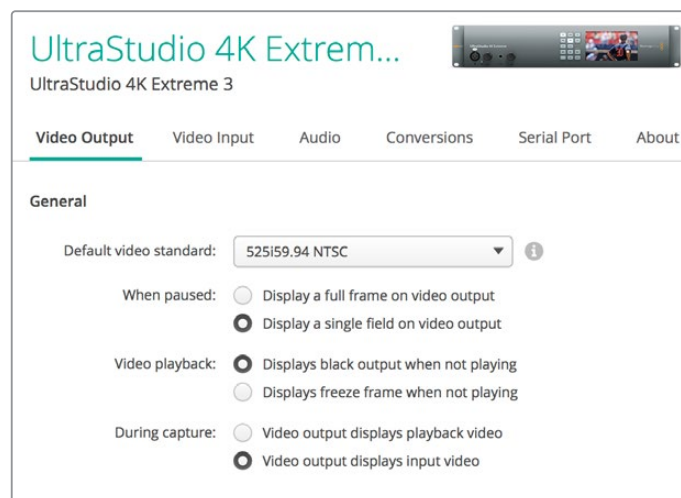 UltraStudio 4K Extrem...
UltraStudio 4K Extreme 3
Video Output Video Input Audio Conversions Serial Port About
General
Default video standard: 525i59.94 NTSC
When paused: Display a full frame on video output
Display a single field on video output
Video playback: Displays black output when not playing
Displays freeze frame when not playing
During capture: Video output displays playback video
Video output displays input video